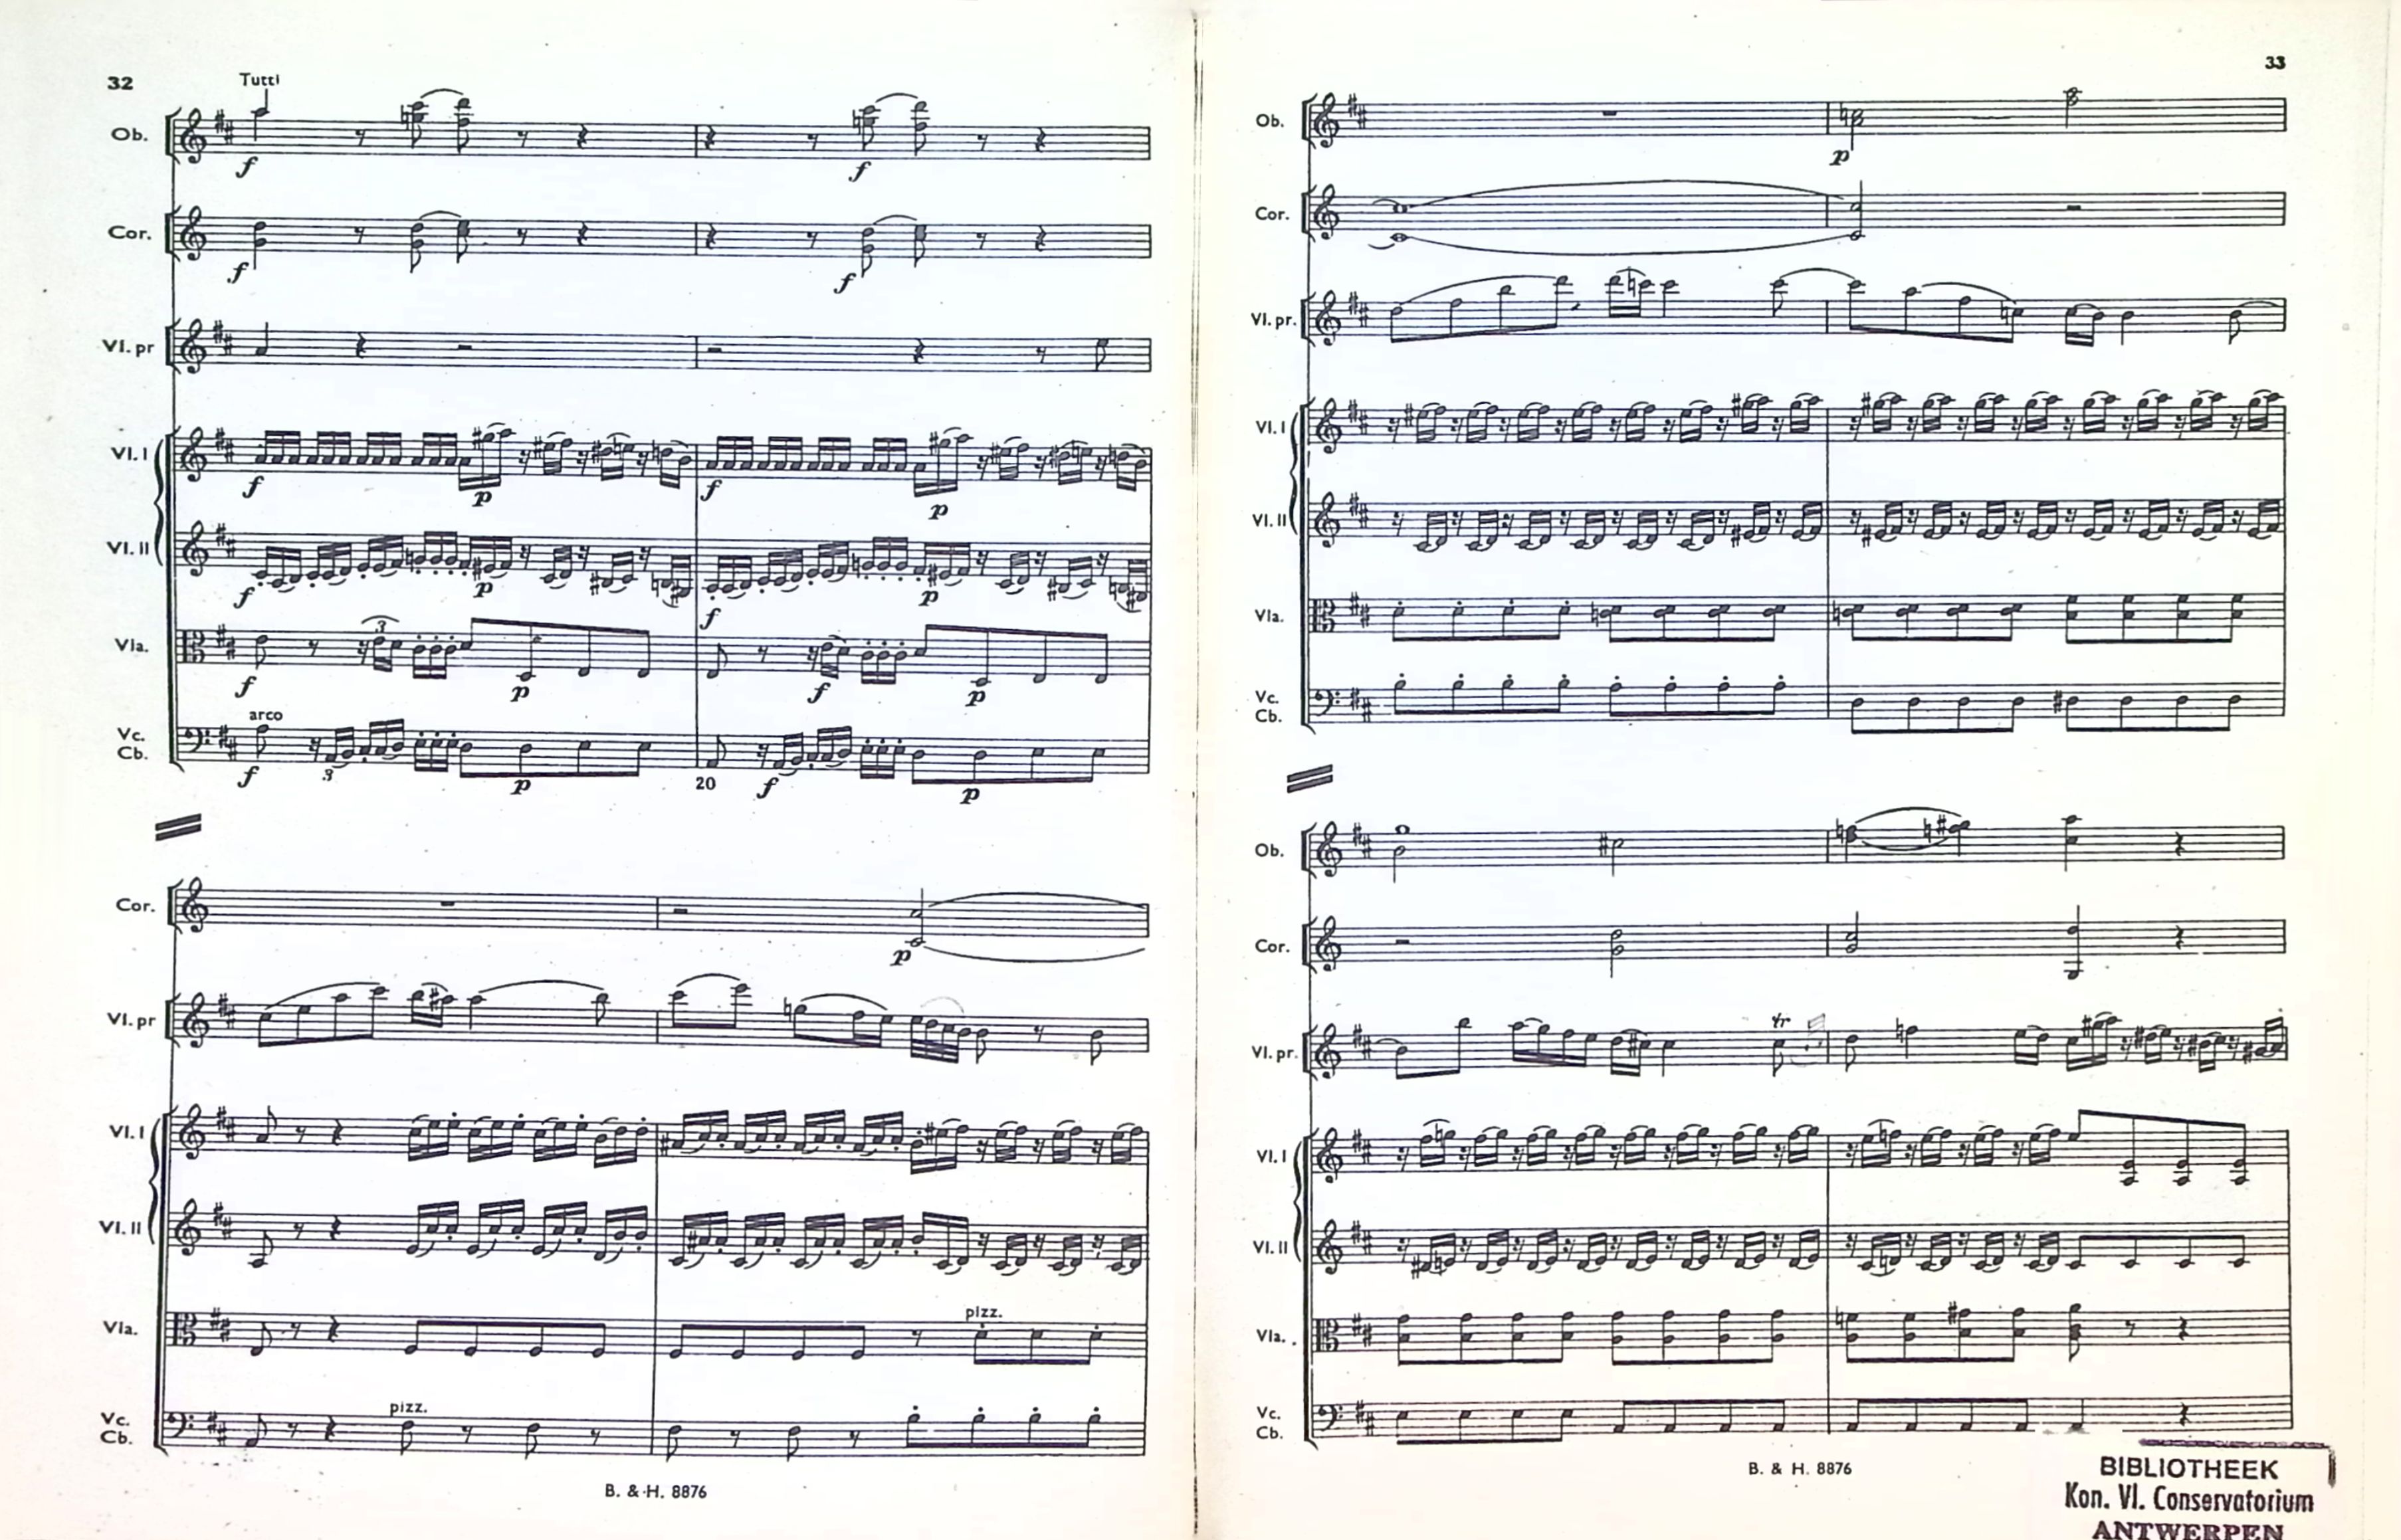 32
Tutti
Ob.
f
f
Cor.
f
f
Vl. pr
Vl. I
f
p
f
p
Vl. II
f
p
f
p
Vla.
3
f
p
f
p
arco
Vc.
Cb.
f
3
p
20
f
p
Cor.
p
Vl. pr
Vl. I
Vl. II
Vla.
pizz.
pizz.
Vc.
Cb.
B. & H. 8876
33
Ob.
p
Cor.
Vl. pr.
Vl. I
Vl. II
Vla.
Vc.
Cb.
Ob.
Cor.
tr
Vl. pr.
Vl. I
Vl. II
Vla.
Vc.
Cb.
B. & H. 8876
BIBLIOTHEEK
Kon. Vl. Conservatorium
ANTWERPEN